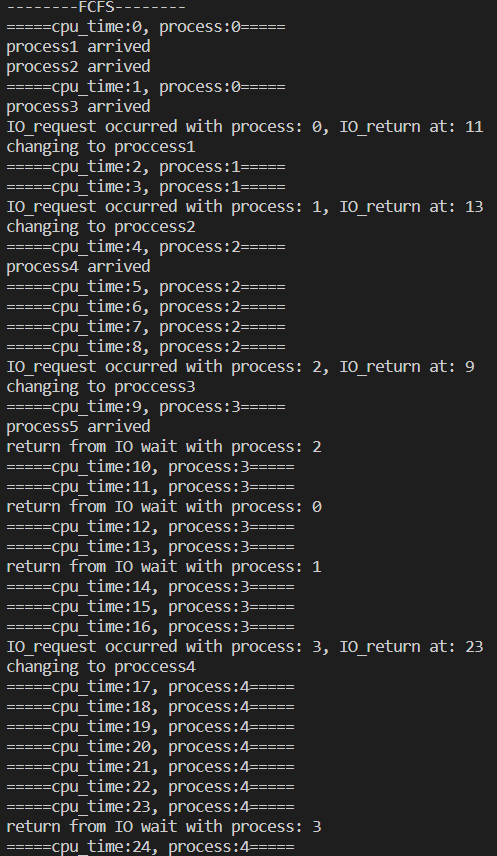 --------FCFS--------
=====cpu_time:0, process:0=====
process1 arrived
process2 arrived
=====cpu_time:1, process:0=====
process3 arrived
IO_request occurred with process: 0, IO_return at: 11
changing to proccess1
=====cpu_time:2, process:1=====
=====cpu_time:3, process:1=====
IO_request occurred with process: 1, IO_return at: 13
changing to proccess2
=====cpu_time:4, process:2=====
process4 arrived
=====cpu_time:5, process:2=====
=====cpu_time:6, process:2=====
=====cpu_time:7, process:2=====
=====cpu_time:8, process:2=====
IO_request occurred with process: 2, IO_return at: 9
changing to proccess3
=====cpu_time:9, process:3=====
process5 arrived
return from IO wait with process: 2
=====cpu_time:10, process:3=====
=====cpu_time:11, process:3=====
return from IO wait with process: 0
=====cpu_time:12, process:3=====
=====cpu_time:13, process:3=====
return from IO wait with process: 1
=====cpu_time:14, process:3=====
=====cpu_time:15, process:3=====
=====cpu_time:16, process:3=====
IO_request occurred with process: 3, IO_return at: 23
changing to proccess4
=====cpu_time:17, process:4=====
=====cpu_time:18, process:4=====
=====cpu_time:19, process:4=====
=====cpu_time:20, process:4=====
=====cpu_time:21, process:4=====
=====cpu_time:22, process:4=====
=====cpu_time:23, process:4=====
return from IO wait with process: 3
=====cpu_time:24, process:4=====